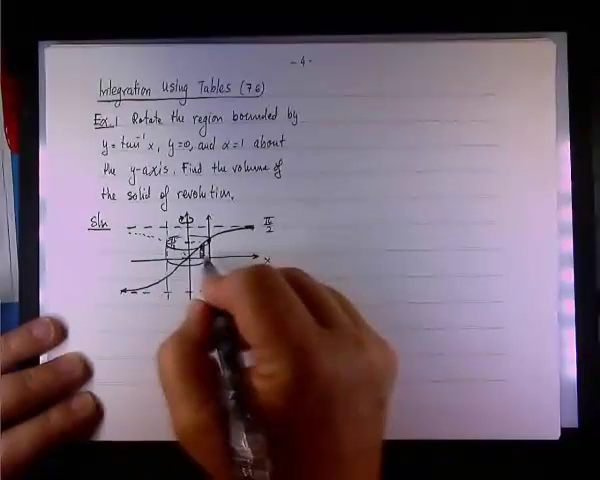 -4-
Integration Using Tables (7.6)
Ex.1 Rotate the region bounded by
y = tan⁻¹ x, y=0, and x=1 about
the y-axis. Find the volume of
the solid of revolution.
Sln
π/2
x